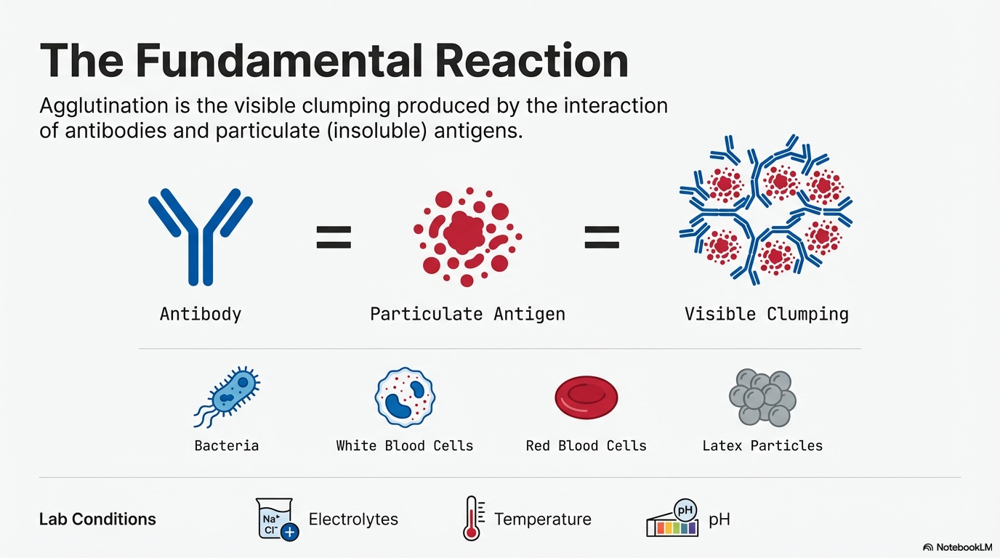 The Fundamental Reaction
Agglutination is the visible clumping produced by the interaction
of antibodies and particulate (insoluble) antigens.
= =
Antibody Particulate Antigen Visible Clumping
Bacteria White Blood Cells Red Blood Cells Latex Particles
Lab Conditions Na⁺ Cl⁻ + Electrolytes Temperature pH pH
NotebookLM